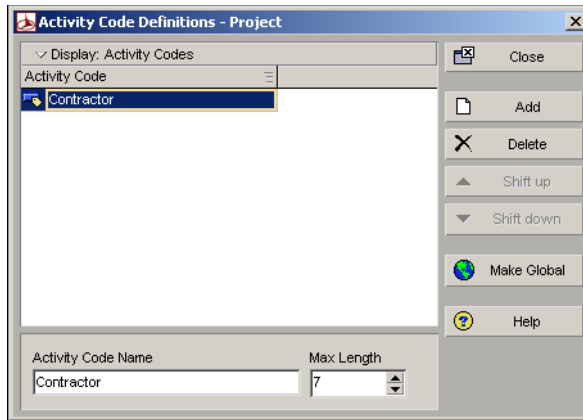 Activity Code Definitions - Project
Display: Activity Codes
Activity Code
Contractor
Close
Add
Delete
Shift up
Shift down
Make Global
Help
Activity Code Name
Max Length
Contractor
7